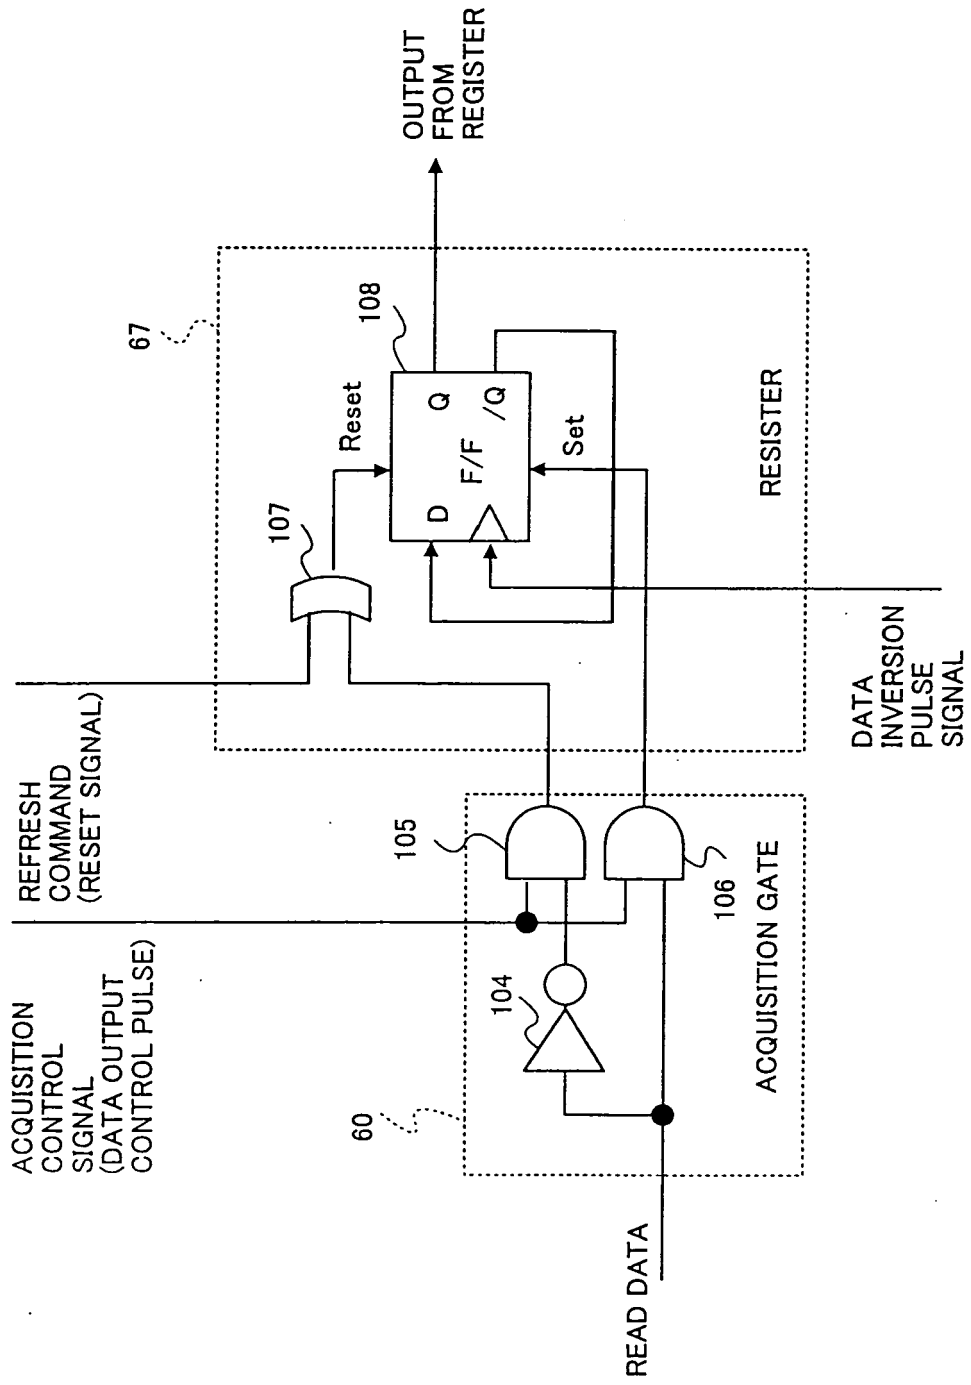 ACQUISITION
CONTROL
SIGNAL
(DATA OUTPUT
CONTROL PULSE)
REFRESH
COMMAND
(RESET SIGNAL)
67
107
Reset
108
D
Q
F/F
/Q
Set
RESISTER
OUTPUT
FROM
REGISTER
60
104
105
106
ACQUISITION GATE
READ DATA
DATA
INVERSION
PULSE
SIGNAL